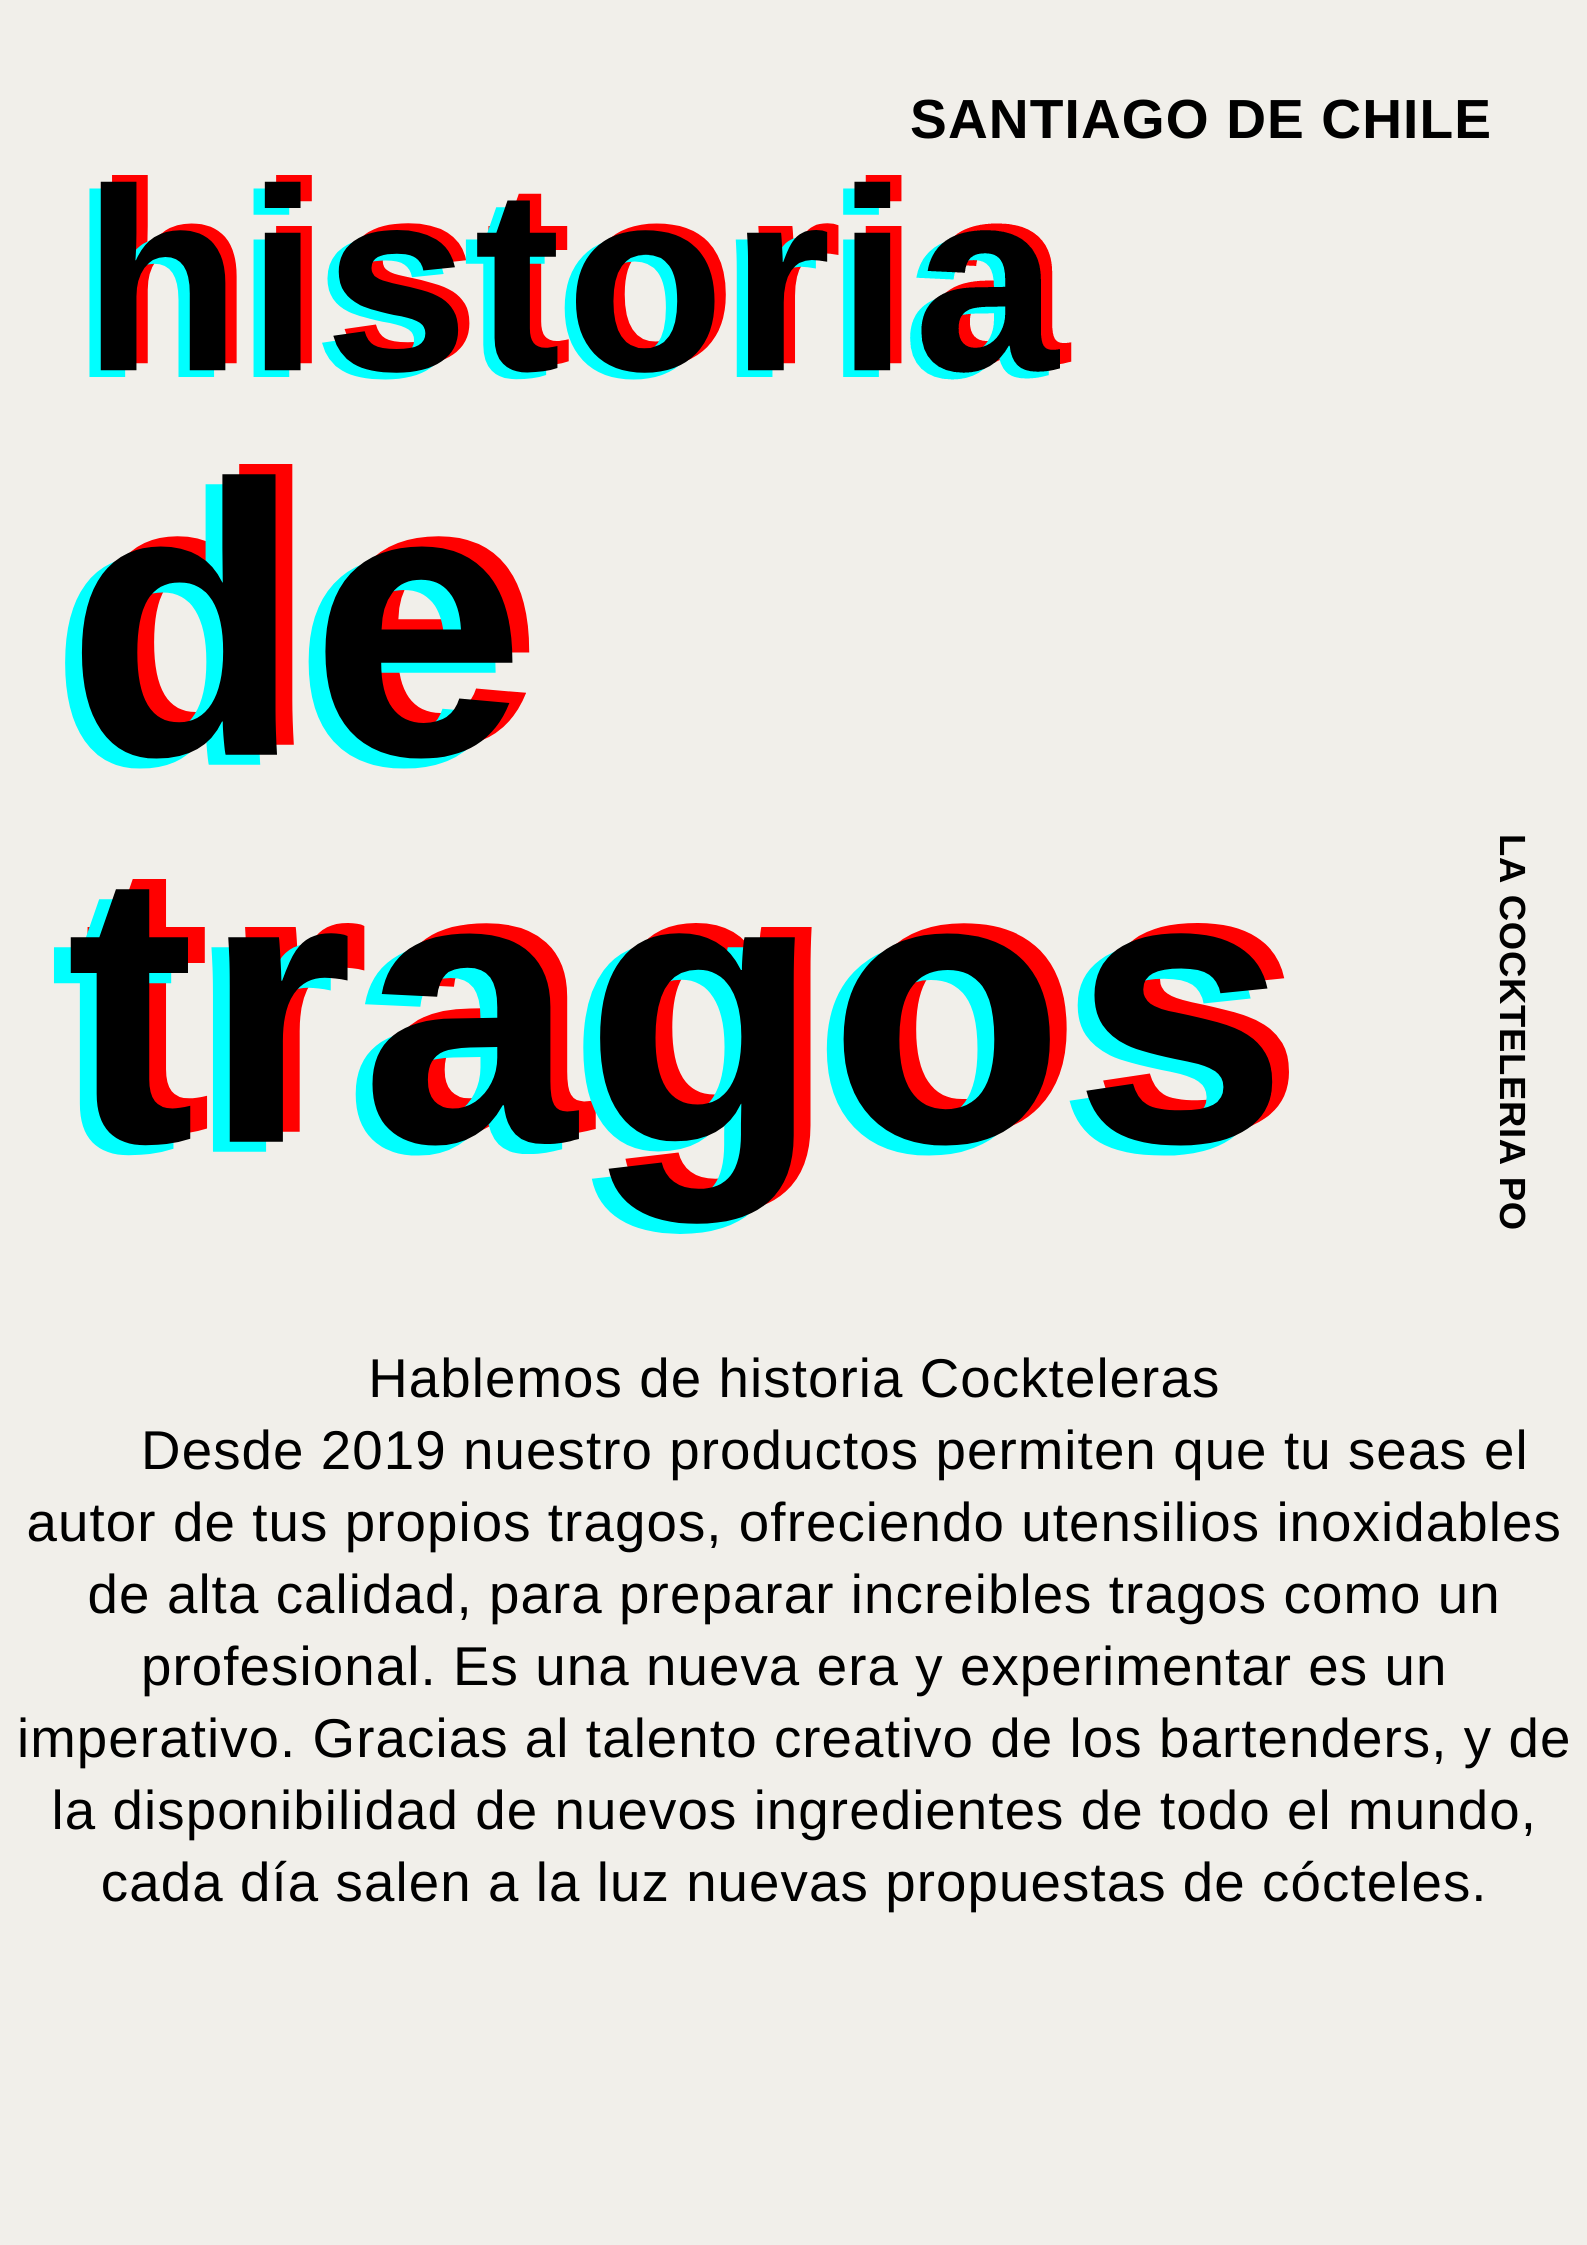 SANTIAGO DE CHILE
historia
de
tragos
LA COCKTELERIA PO
Hablemos de historia Cockteleras
Desde 2019 nuestro productos permiten que tu seas el
autor de tus propios tragos, ofreciendo utensilios inoxidables
de alta calidad, para preparar increibles tragos como un
profesional. Es una nueva era y experimentar es un
imperativo. Gracias al talento creativo de los bartenders, y de
la disponibilidad de nuevos ingredientes de todo el mundo,
cada día salen a la luz nuevas propuestas de cócteles.